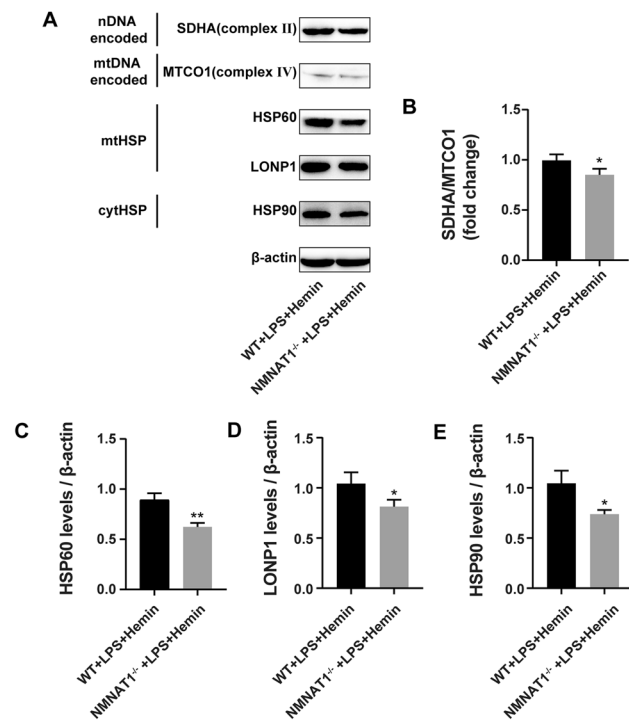 A
nDNA
encoded
SDHA(complex II)
mtDNA
encoded
MTCO1(complex IV)
mtHSP
HSP60
LONP1
cytHSP
HSP90
β-actin
WT+LPS+Hemin
NMNAT1-/- +LPS+Hemin
B
SDHA/MTCO1
(fold change)
1.5
1.0
0.5
0.0
*
WT+LPS+Hemin
NMNAT1-/- +LPS+Hemin
C
HSP60 levels / β-actin
1.5
1.0
0.5
0.0
**
WT+LPS+Hemin
NMNAT1-/- +LPS+Hemin
D
LONP1 levels / β-actin
1.5
1.0
0.5
0.0
*
WT+LPS+Hemin
NMNAT1-/- +LPS+Hemin
E
HSP90 levels / β-actin
1.5
1.0
0.5
0.0
*
WT+LPS+Hemin
NMNAT1-/- +LPS+Hemin